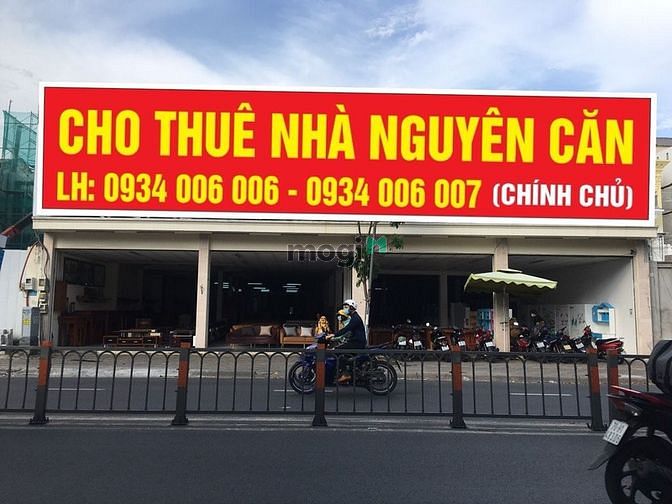 CHO THUÊ NHÀ NGUYÊN CĂN
LH: 0934 006 006 - 0934 006 007 (CHÍNH CHỦ)
mogi